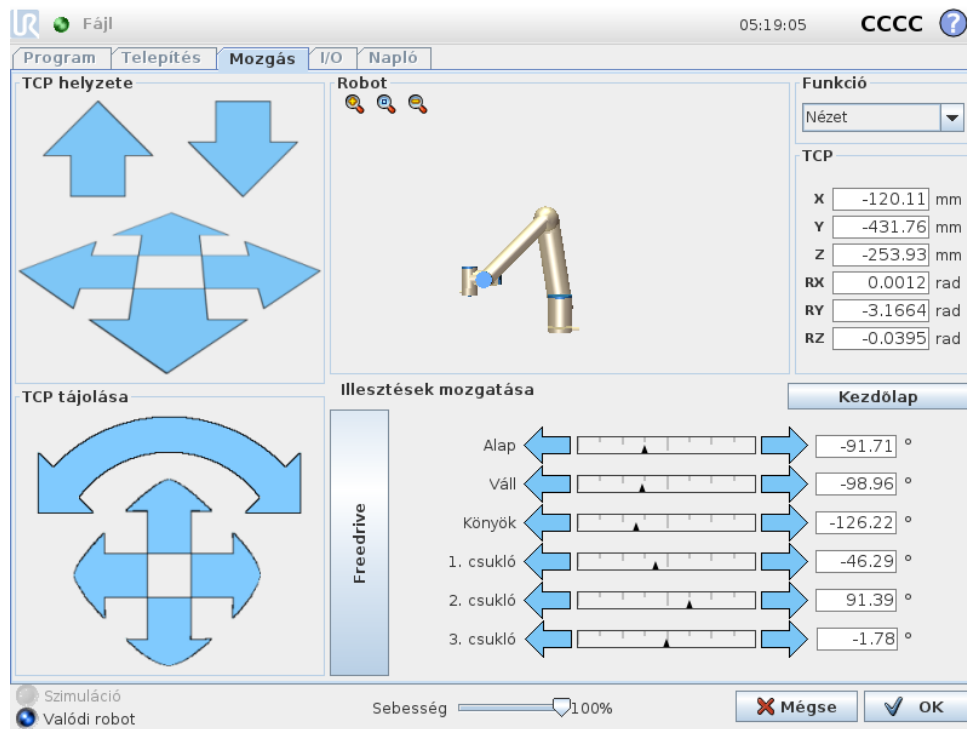 UR Fájl 05:19:05 CCCC ?
Program Telepítés Mozgás I/O Napló
TCP helyzete
Robot
Funkció
Nézet
TCP
X -120.11 mm
Y -431.76 mm
Z -253.93 mm
RX 0.0012 rad
RY -3.1664 rad
RZ -0.0395 rad
TCP tájolása
Illesztések mozgatása
Kezdőlap
Freedrive
Alap -91.71 °
Váll -98.96 °
Könyök -126.22 °
1. csukló -46.29 °
2. csukló 91.39 °
3. csukló -1.78 °
Szimuláció
Valódi robot
Sebesség 100%
Mégse
OK